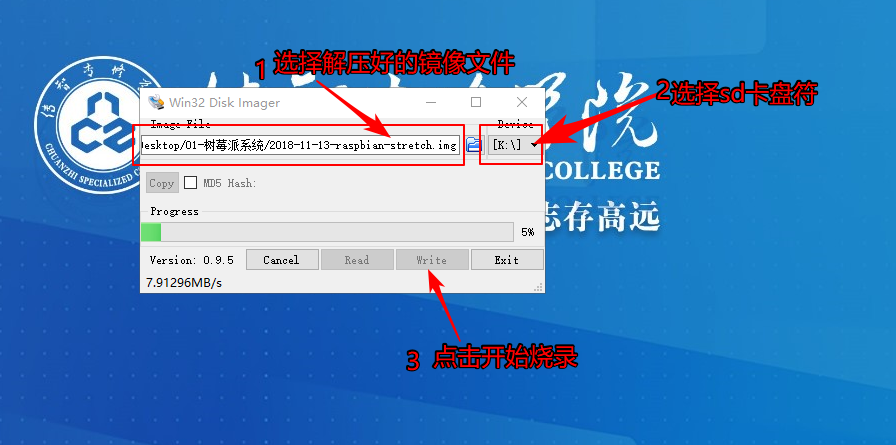 1 选择解压好的镜像文件
2选择sd卡盘符
Win32 Disk Imager
Image File
Device
esktop/01-树莓派系统/2018-11-13-raspbian-stretch.img
[K:\]
COLLEGE
Copy
MD5 Hash:
志存高远
Progress
5%
Version: 0.9.5
Cancel
Read
Write
Exit
7.91296MB/s
3 点击开始烧录
CHUANZHI SPECIALIZED C